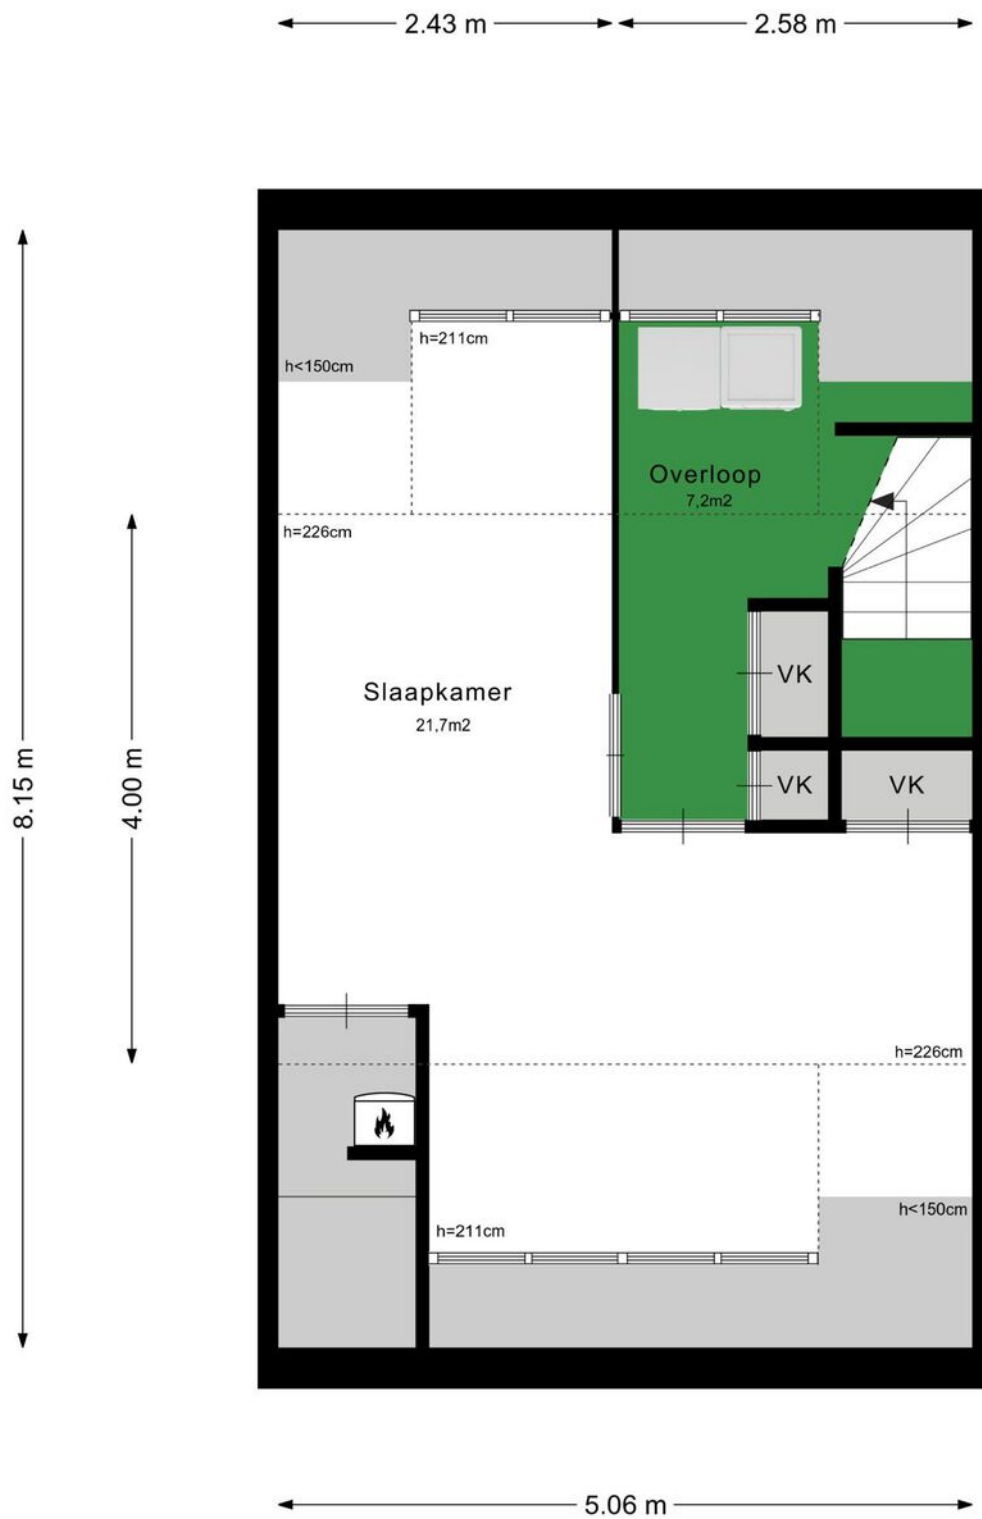 2.43 m
2.58 m
h=211cm
h<150cm
Overloop
7,2m2
h=226cm
VK
Slaapkamer
21,7m2
8.15 m
4.00 m
VK
VK
h=226cm
h<150cm
h=211cm
5.06 m